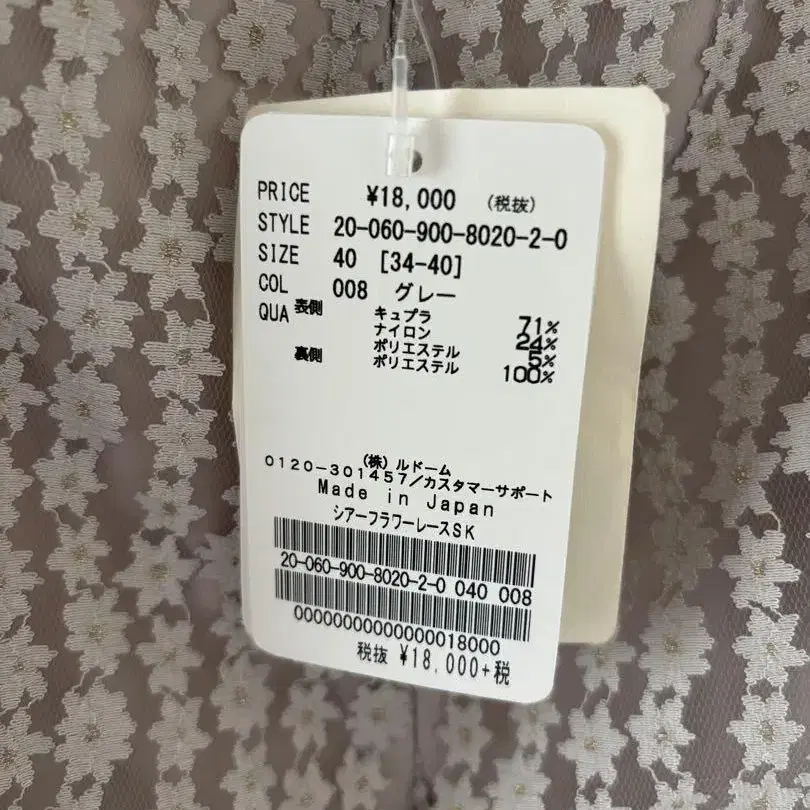 PRICE ¥18,000 (税抜)
STYLE 20-060-900-8020-2-0
SIZE 40 [34-40]
COL 008 グレー
QUA 表側 キュプラ 71%
ナイロン 24%
ポリエステル 5%
裏側 ポリエステル 100%
(株)ルドーム
0120-301457/カスタマーサポート
Made in Japan
シアーフラワーレースSK
20-060-900-8020-2-0 040 008
00000000000000018000
税抜 ¥18,000+税